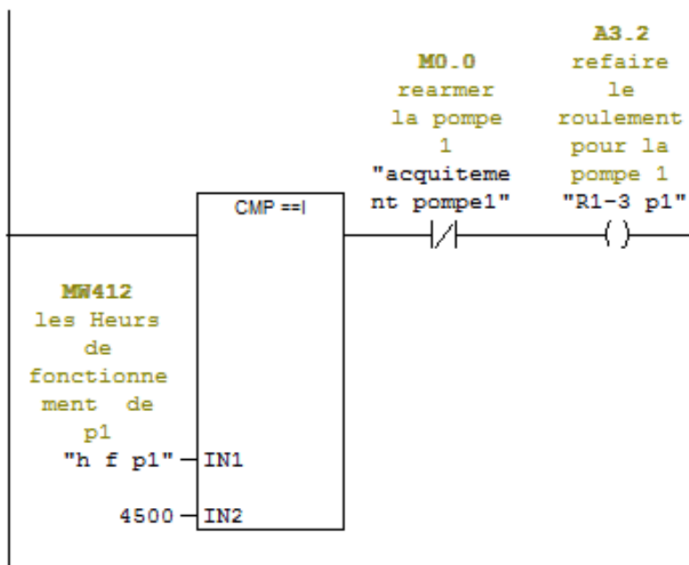 A3.2
refaire
le
roulement
pour la
pompe 1
"R1-3 p1"
M0.0
rearmer
la pompe
1
"acquiteme
nt pompe1"
CMP ==I
MW412
les Heurs
de
fonctionne
ment de
p1
"h f p1"
IN1
4500
IN2